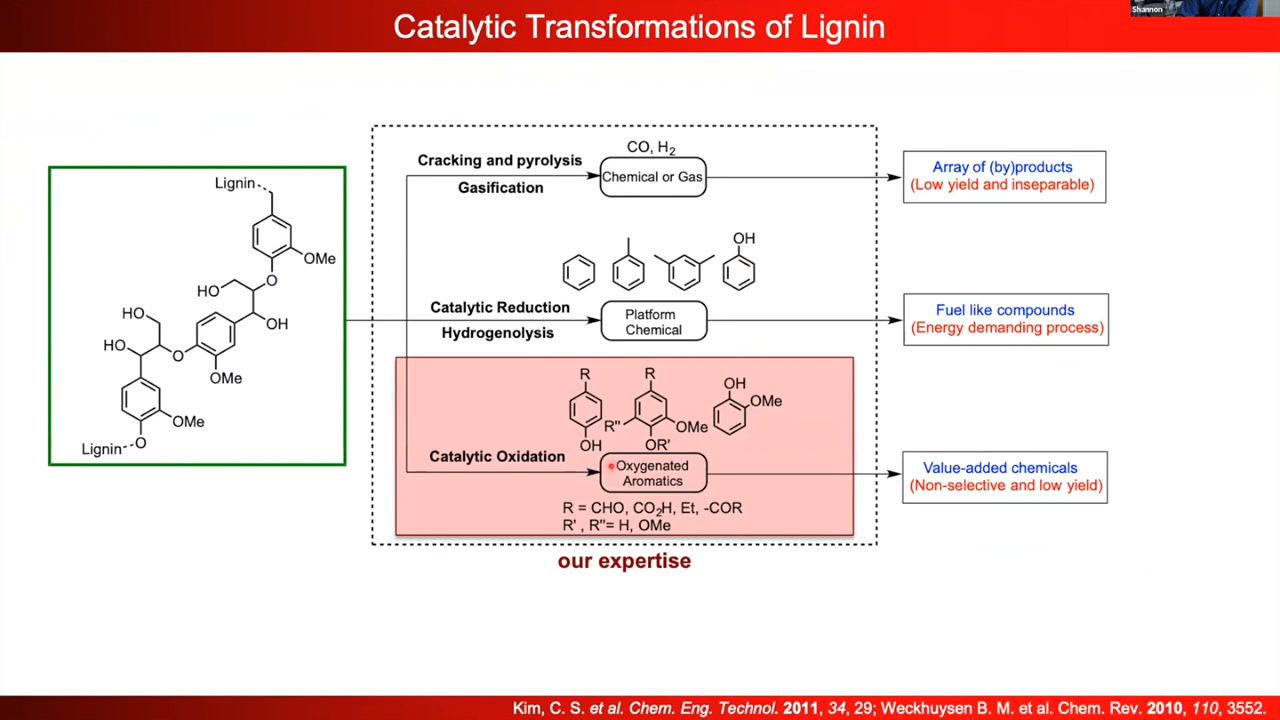 Shannon
Catalytic Transformations of Lignin
Lignin
OMe
O
HO
OH
HO
HO
O
OMe
OMe
Lignin
O
Cracking and pyrolysis
Gasification
CO, H2
Chemical or Gas
Array of (by)products
(Low yield and inseparable)
OH
Catalytic Reduction
Hydrogenolysis
Platform
Chemical
Fuel like compounds
(Energy demanding process)
R
OH
R
R"
OMe
OR'
OH
OMe
Catalytic Oxidation
Oxygenated
Aromatics
R = CHO, CO2H, Et, -COR
R' , R"= H, OMe
Value-added chemicals
(Non-selective and low yield)
our expertise
Kim, C. S. et al. Chem. Eng. Technol. 2011, 34, 29; Weckhuysen B. M. et al. Chem. Rev. 2010, 110, 3552.